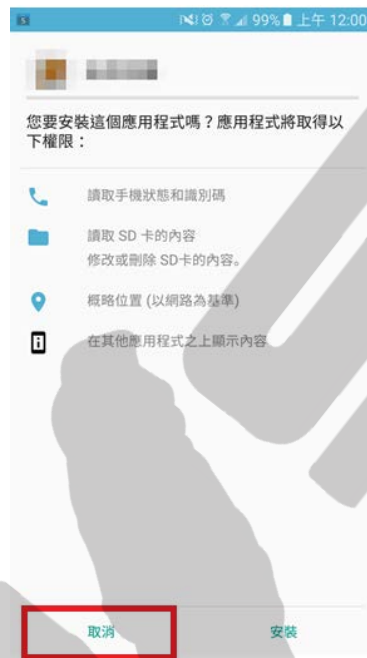 99% 上午 12:00
您要安裝這個應用程式嗎？應用程式將取得以
下權限：
讀取手機狀態和識別碼
讀取 SD 卡的內容
修改或刪除 SD卡的內容。
概略位置 (以網路為基準)
在其他應用程式之上顯示內容
取消
安裝